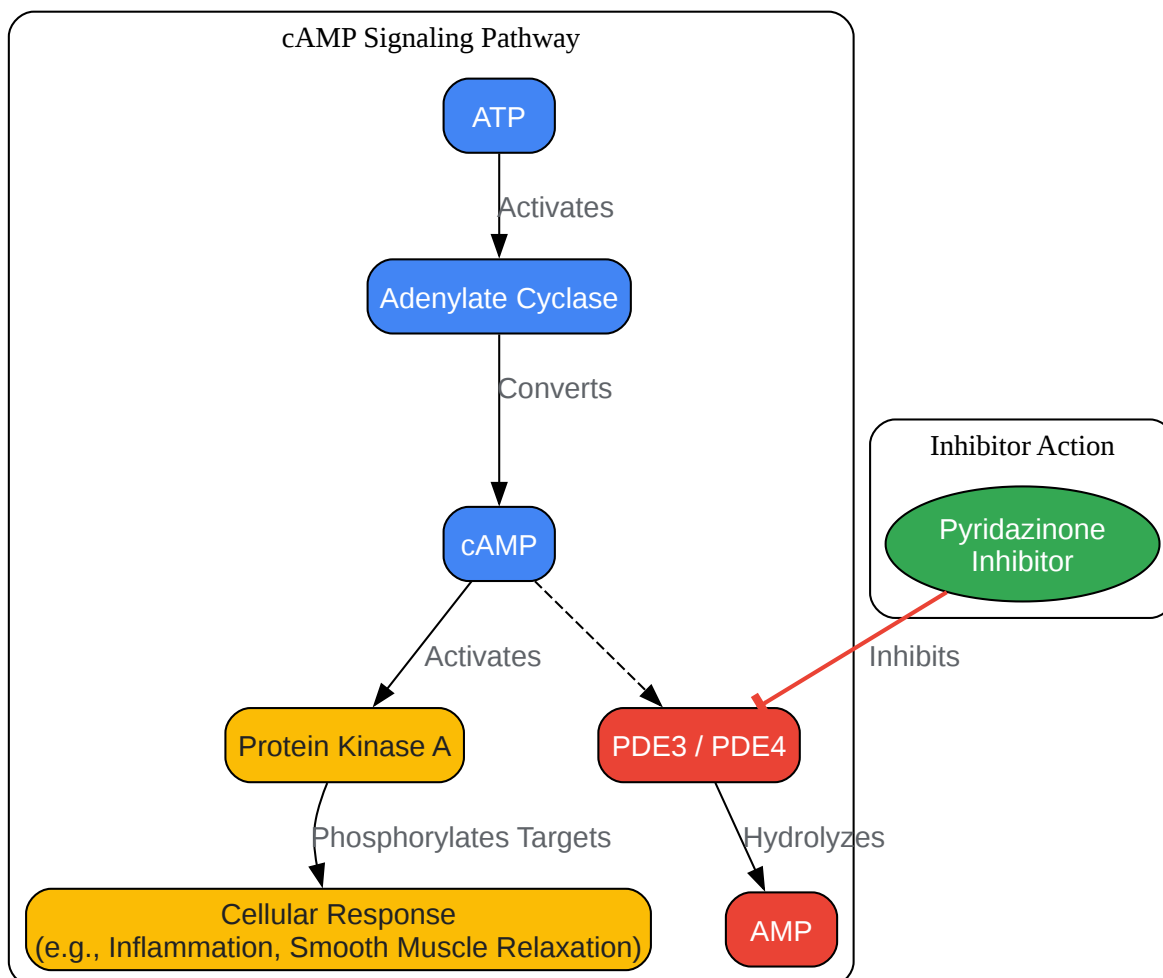 cAMP Signaling Pathway
ATP
Activates
Adenylate Cyclase
Converts
Inhibitor Action
Pyridazinone
Inhibitor
cAMP
Activates
Inhibits
Protein Kinase A
PDE3 / PDE4
Phosphorylates Targets
Hydrolyzes
Cellular Response
(e.g., Inflammation, Smooth Muscle Relaxation)
AMP